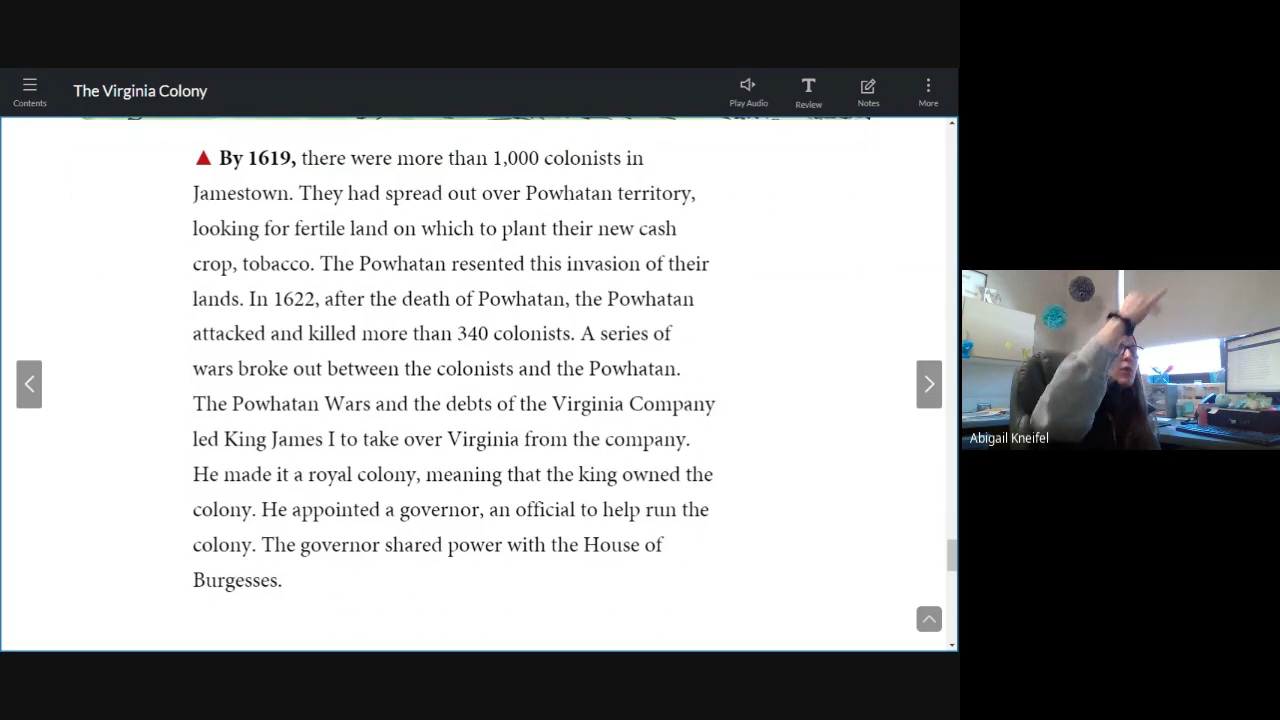 Contents
The Virginia Colony
Play Audio
Review
Notes
More
▲ By 1619, there were more than 1,000 colonists in
Jamestown. They had spread out over Powhatan territory,
looking for fertile land on which to plant their new cash
crop, tobacco. The Powhatan resented this invasion of their
lands. In 1622, after the death of Powhatan, the Powhatan
attacked and killed more than 340 colonists. A series of
wars broke out between the colonists and the Powhatan.
The Powhatan Wars and the debts of the Virginia Company
led King James I to take over Virginia from the company.
He made it a royal colony, meaning that the king owned the
colony. He appointed a governor, an official to help run the
colony. The governor shared power with the House of
Burgesses.
Abigail Kneifel